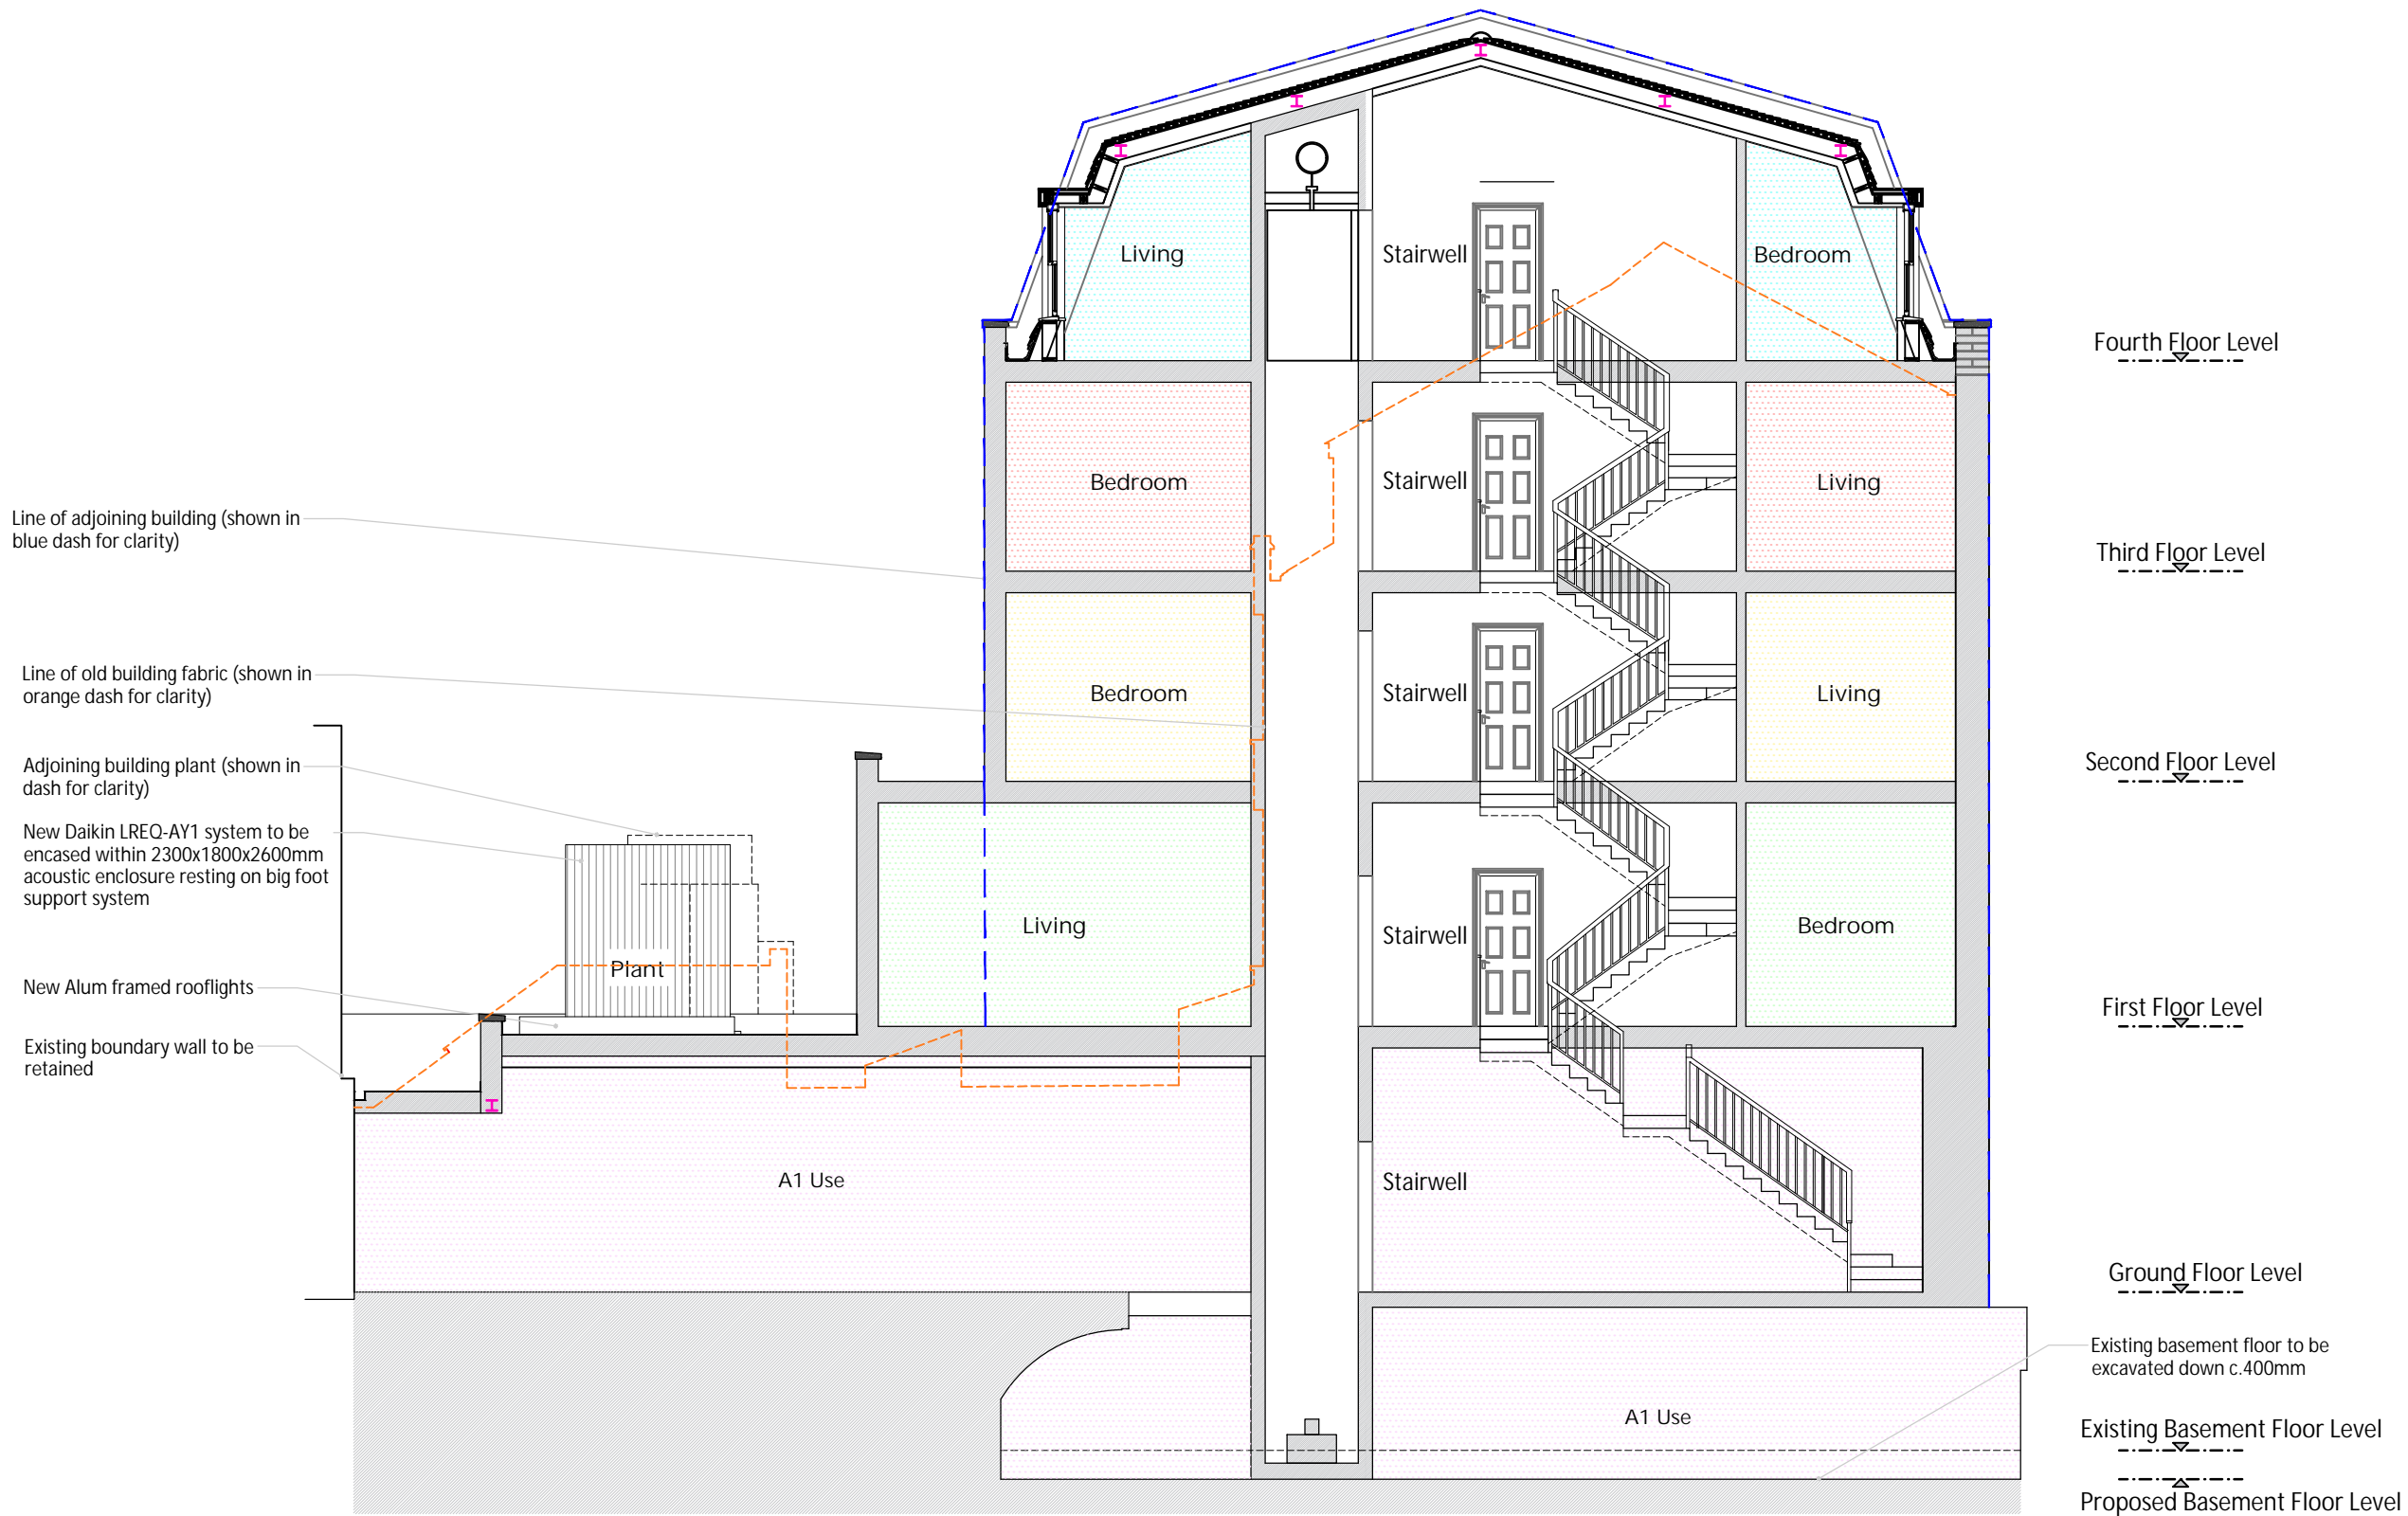 Living
Stairwell
Bedroom
Fourth Floor Level
Bedroom
Stairwell
Living
Line of adjoining building (shown in
blue dash for clarity)
Third Floor Level
Line of old building fabric (shown in
orange dash for clarity)
Bedroom
Stairwell
Living
Adjoining building plant (shown in
dash for clarity)
Second Floor Level
New Daikin LREQ-AY1 system to be
encased within 2300x1800x2600mm
acoustic enclosure resting on big foot
support system
Living
Stairwell
Bedroom
Plant
New Alum framed rooflights
First Floor Level
Existing boundary wall to be
retained
A1 Use
Stairwell
Ground Floor Level
Existing basement floor to be
excavated down c.400mm
A1 Use
Existing Basement Floor Level
Proposed Basement Floor Level